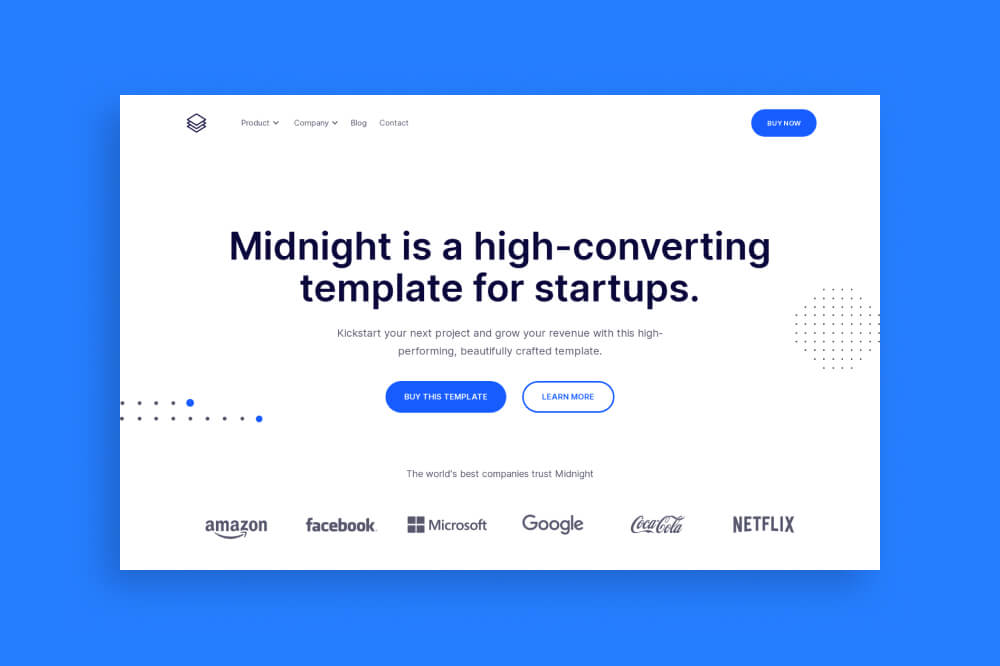 Product Company Blog Contact BUY NOW
Midnight is a high-converting
template for startups.
Kickstart your next project and grow your revenue with this high-
performing, beautifully crafted template.
BUY THIS TEMPLATE LEARN MORE
The world's best companies trust Midnight
amazon facebook Microsoft Google Coca-Cola NETFLIX